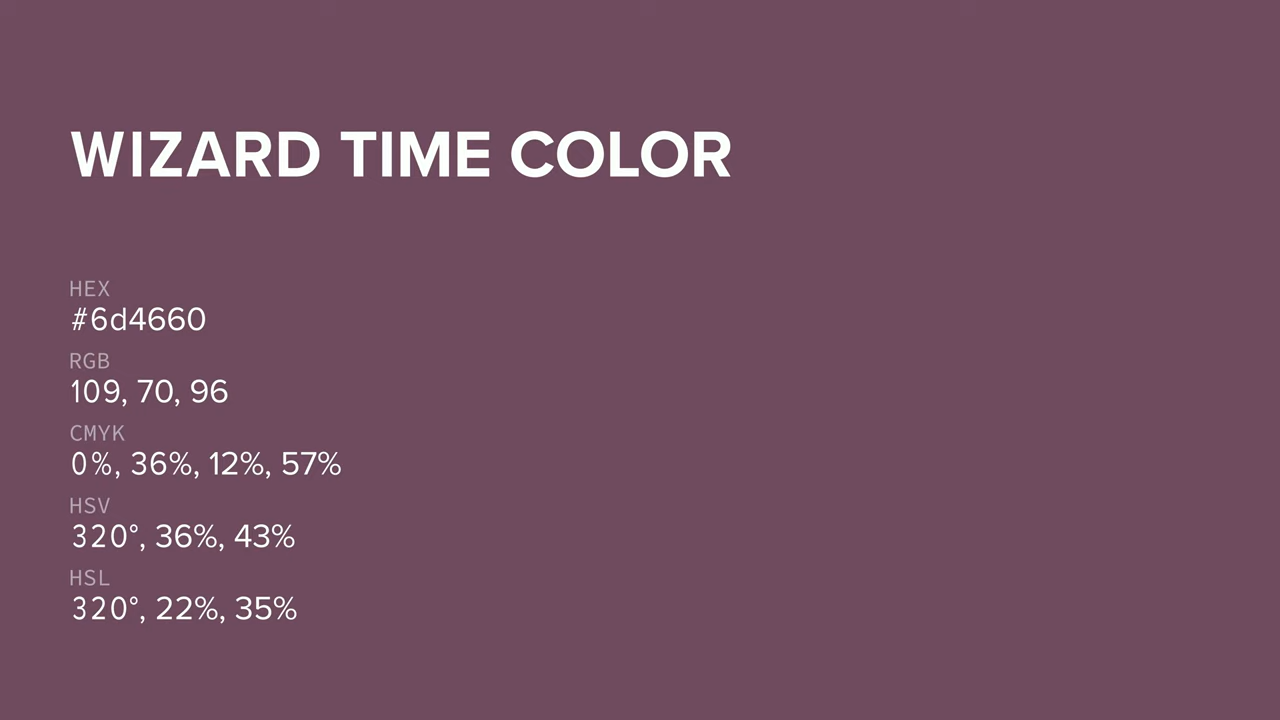 WIZARD TIME COLOR
HEX
#6d4660
RGB
109, 70, 96
CMYK
0%, 36%, 12%, 57%
HSV
320°, 36%, 43%
HSL
320°, 22%, 35%